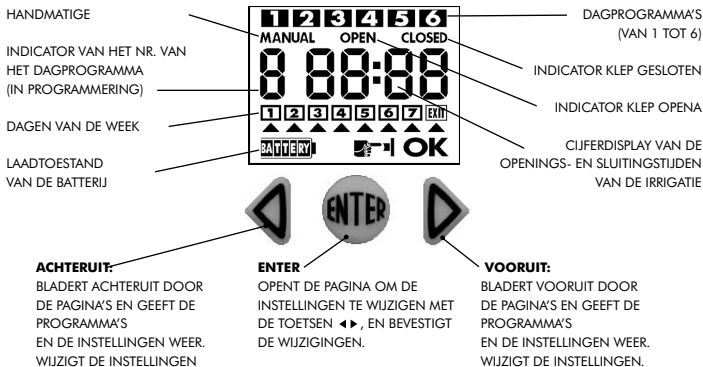 HANDMATIGE
INDICATOR VAN HET NR. VAN
HET DAGPROGRAMMA
(IN PROGRAMMERING)
DAGEN VAN DE WEEK
LAADTOESTAND
VAN DE BATTERIJ
1 2 3 4 5 6
MANUAL OPEN CLOSED
8 88:88
1 2 3 4 5 6 7 EXIT
BATTERY OK
DAGPROGRAMMA'S
(VAN 1 TOT 6)
INDICATOR KLEP GESLOTEN
INDICATOR KLEP OPENA
CIJFERDISPLAY VAN DE
OPENINGS- EN SLUITINGSTIJDEN
VAN DE IRRIGATIE
ENTER
ACHTERUIT:
BLADERT ACHTERUIT DOOR
DE PAGINA'S EN GEEFT DE
PROGRAMMA'S
EN DE INSTELLINGEN WEER.
WIJZIGT DE INSTELLINGEN
ENTER
OPENT DE PAGINA OM DE
INSTELLINGEN TE WIJZIGEN MET
DE TOETSEN ◄►, EN BEVESTIGT
DE WIJZIGINGEN.
VOORUIT:
BLADERT VOORUIT DOOR
DE PAGINA'S EN GEEFT DE
PROGRAMMA'S
EN DE INSTELLINGEN WEER.
WIJZIGT DE INSTELLINGEN.